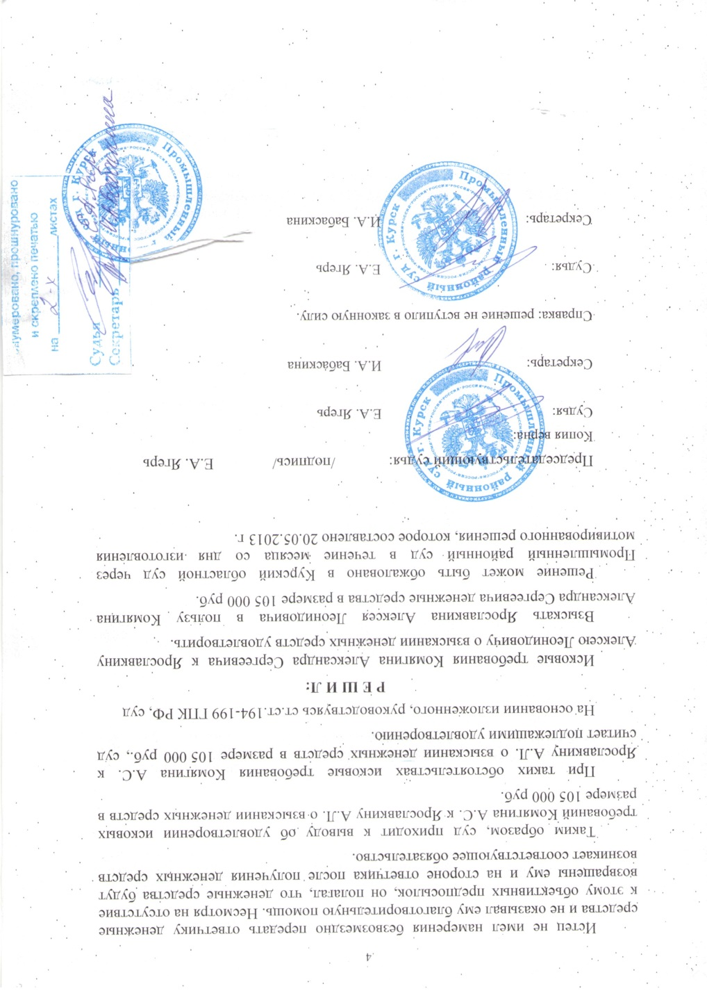 4
Истец не имел намерения безвозмездно передать ответчику денежные
средства и не оказывал ему благотворительную помощь. Несмотря на отсутствие
к этому объективных предпосылок, он полагал, что денежные средства будут
возвращены ему и на стороне ответчика после получения денежных средств
возникает соответствующее обязательство.
Таким образом, суд приходит к выводу об удовлетворении исковых
требований Комягина А.С. к Ярославкину А.Л. о взыскании денежных средств в
размере 105 000 руб.
При таких обстоятельствах исковые требования Комягина А.С. к
Ярославкину А.Л. о взыскании денежных средств в размере 105 000 руб., суд
считает подлежащими удовлетворению.
На основании изложенного, руководствуясь ст.ст.194-199 ГПК РФ, суд
Р Е Ш И Л:
Исковые требования Комягина Александра Сергеевича к Ярославкину
Алексею Леонидовичу о взыскании денежных средств удовлетворить.
Взыскать Ярославкина Алексея Леонидовича в пользу Комягина
Александра Сергеевича денежные средства в размере 105 000 руб.
Решение может быть обжаловано в Курский областной суд через
Промышленный районный суд в течение месяца со дня изготовления
мотивированного решения, которое составлено 20.05.2013 г.
Председательствующий судья: /подпись/ Е.А. Ягерь
Копия верна:
Судья: Е.А. Ягерь
Секретарь: И.А. Бабаскина
Справка: решение не вступило в законную силу.
Судья: Е.А. Ягерь
Секретарь: И.А. Бабаскина
Промышленный районный суд г. Курск
Промышленный районный суд г. Курск
Промышленный суд г. Курск
прошнуровано
и скреплено печатью
на 2-х листах
Судья
Секретарь